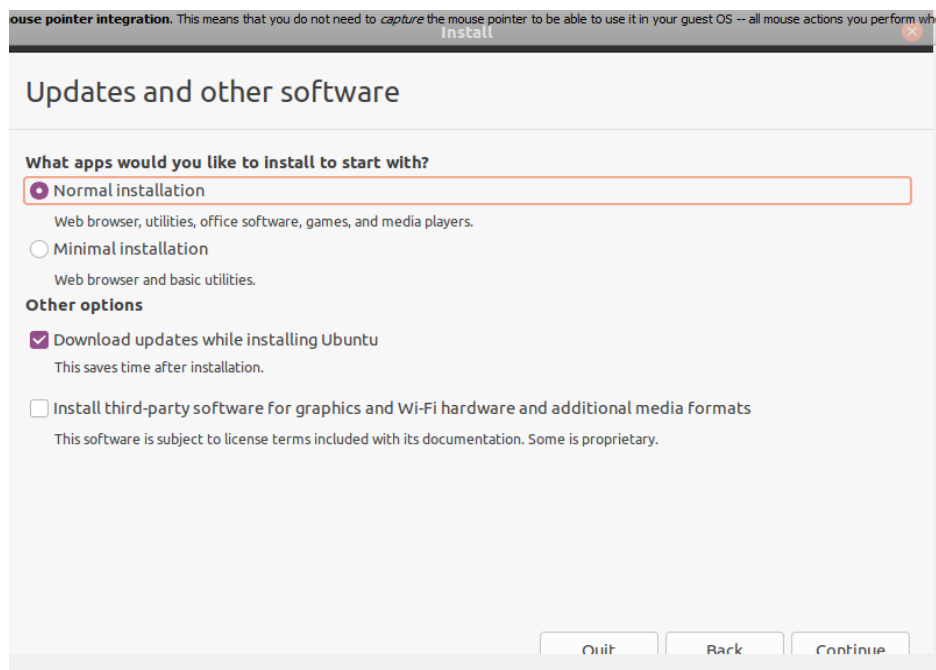 ouse pointer integration. This means that you do not need to capture the mouse pointer to be able to use it in your guest OS -- all mouse actions you perform wh
Install
Updates and other software
What apps would you like to install to start with?
Normal installation
Web browser, utilities, office software, games, and media players.
Minimal installation
Web browser and basic utilities.
Other options
Download updates while installing Ubuntu
This saves time after installation.
Install third-party software for graphics and Wi-Fi hardware and additional media formats
This software is subject to license terms included with its documentation. Some is proprietary.
Quit Back Continue